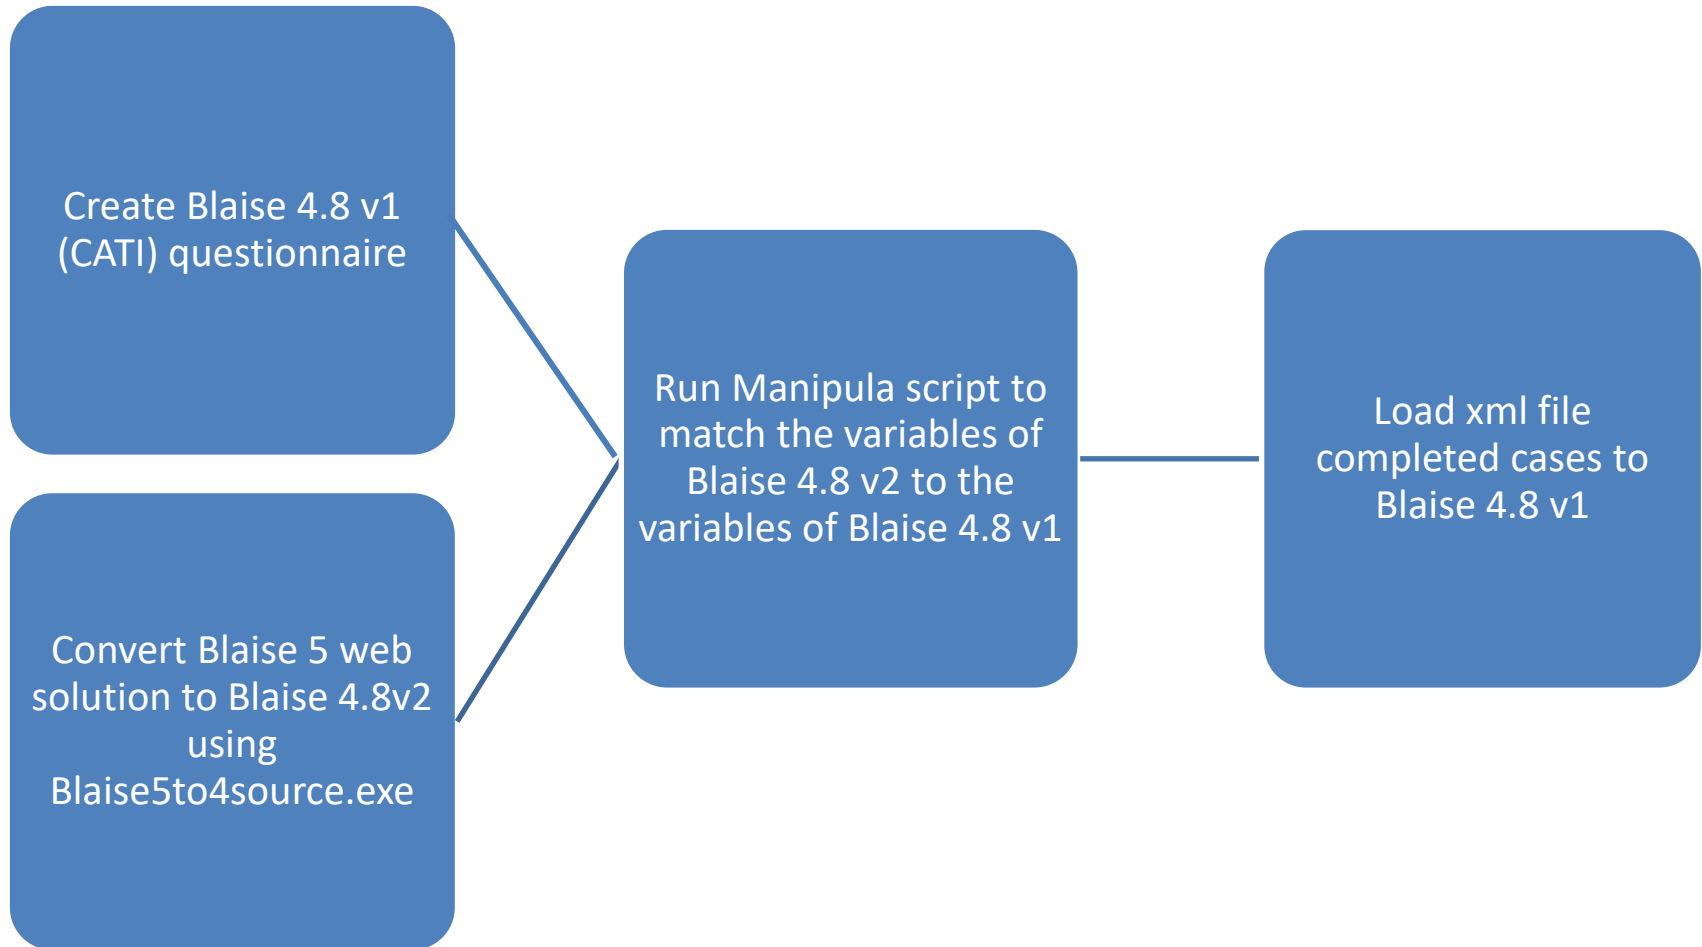 Create Blaise 4.8 v1
(CATI) questionnaire
Convert Blaise 5 web
solution to Blaise 4.8v2
using
Blaise5to4source.exe
Run Manipula script to
match the variables of
Blaise 4.8 v2 to the
variables of Blaise 4.8 v1
Load xml file
completed cases to
Blaise 4.8 v1